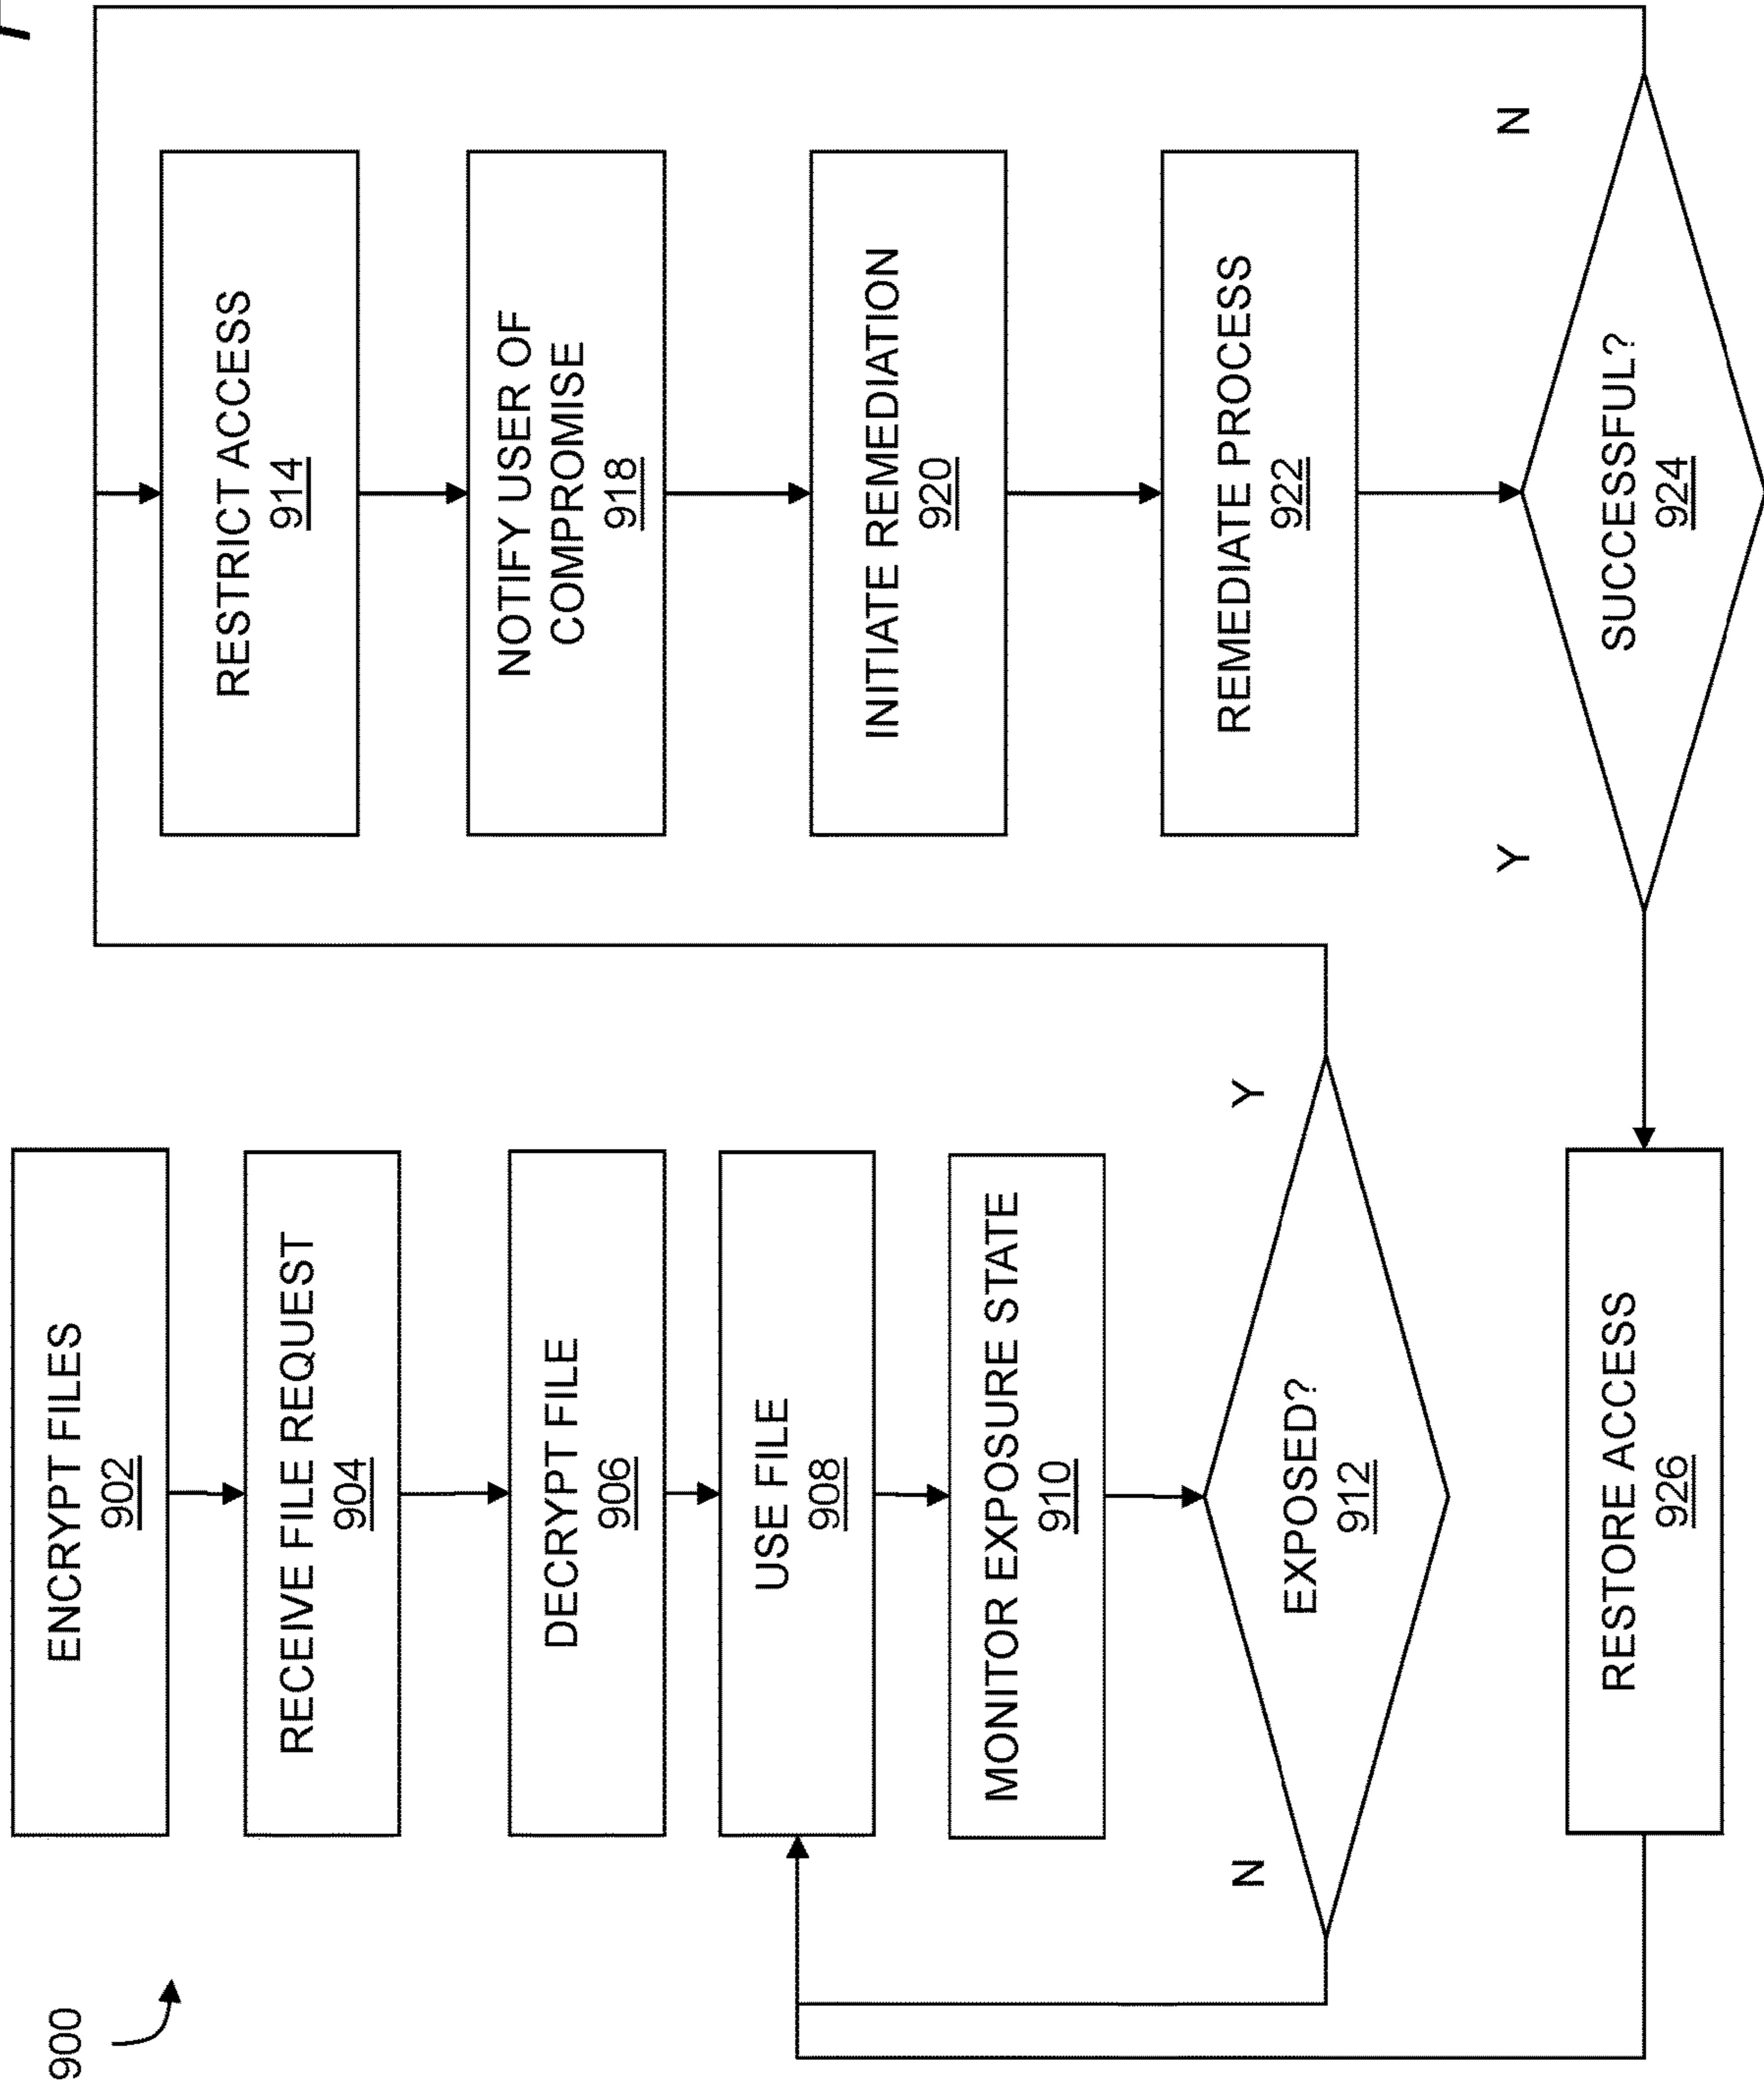 900
ENCRYPT FILES
902
RECEIVE FILE REQUEST
904
DECRYPT FILE
906
USE FILE
908
MONITOR EXPOSURE STATE
910
N
Y
EXPOSED?
912
RESTRICT ACCESS
914
NOTIFY USER OF
COMPROMISE
918
INITIATE REMEDIATION
920
REMEDIATE PROCESS
922
Y
N
SUCCESSFUL?
924
RESTORE ACCESS
926